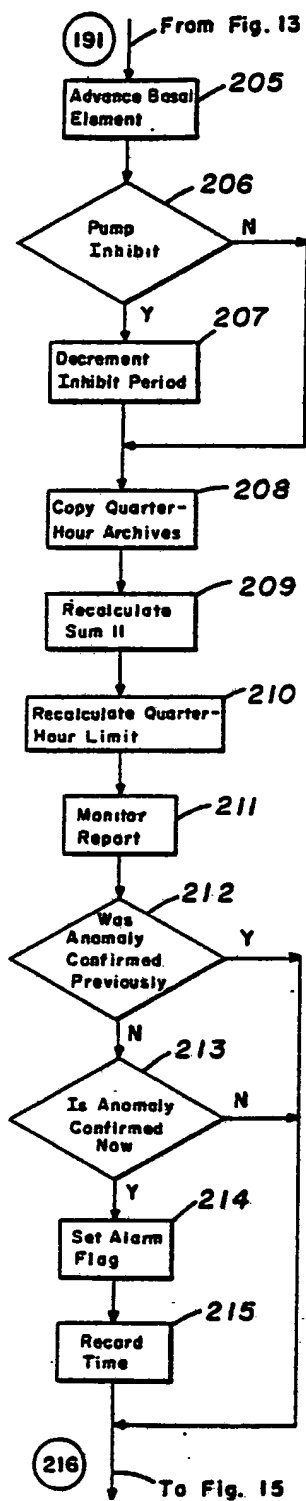 191
From Fig. 13
Advance Basal
Element
205
206
Pump
Inhibit
N
Y
207
Decrement
Inhibit Period
208
Copy Quarter-
Hour Archives
209
Recalculate
Sum II
210
Recalculate Quarter-
Hour Limit
211
Monitor
Report
212
Was
Anomaly
Confirmed
Previously
Y
N
213
Is Anomaly
Confirmed
Now
N
Y
214
Set Alarm
Flag
215
Record
Time
216
To Fig. 15